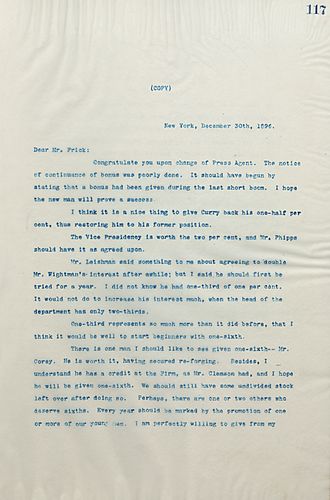 117
(COPY)
New York, December 30th, 1896.
Dear Mr. Frick:
Congratulate you upon change of Press Agent. The notice
of continuance of bonus was poorly done. It should have begun by
stating that a bonus had been given during the last short boom. I hope
the new man will prove a success
I think it is a nice thing to give Curry back his one-half per
cent, thus restoring him to his former position.
The Vice Presidency is worth the two per cent, and Mr. Phipps
should have it as agreed upon.
Mr. Leishman said something to me about agreeing to double
Mr. Wightman's interest after awhile; but I said he should first be
tried for a year. I did not know he had one-third of one per cent.
It would not do to increase his interest much, when the head of the
department has only two-thirds.
One-third represents so much more than it did before, that I
think it would be well to start beginners with one-sixth.
There is one man I should like to see given one-sixth-- Mr.
Corey. He is worth it, having secured re-forging. Besides, I
understand he has a credit at the Firm, as Mr. Clemson had, and I hope
he will be given one-sixth. We should still have some undivided stock
left over after doing so. Perhaps, there are one or two others who
deserve sixths. Every year should be marked by the promotion of one
or more of our young men. I am perfectly willing to give from my